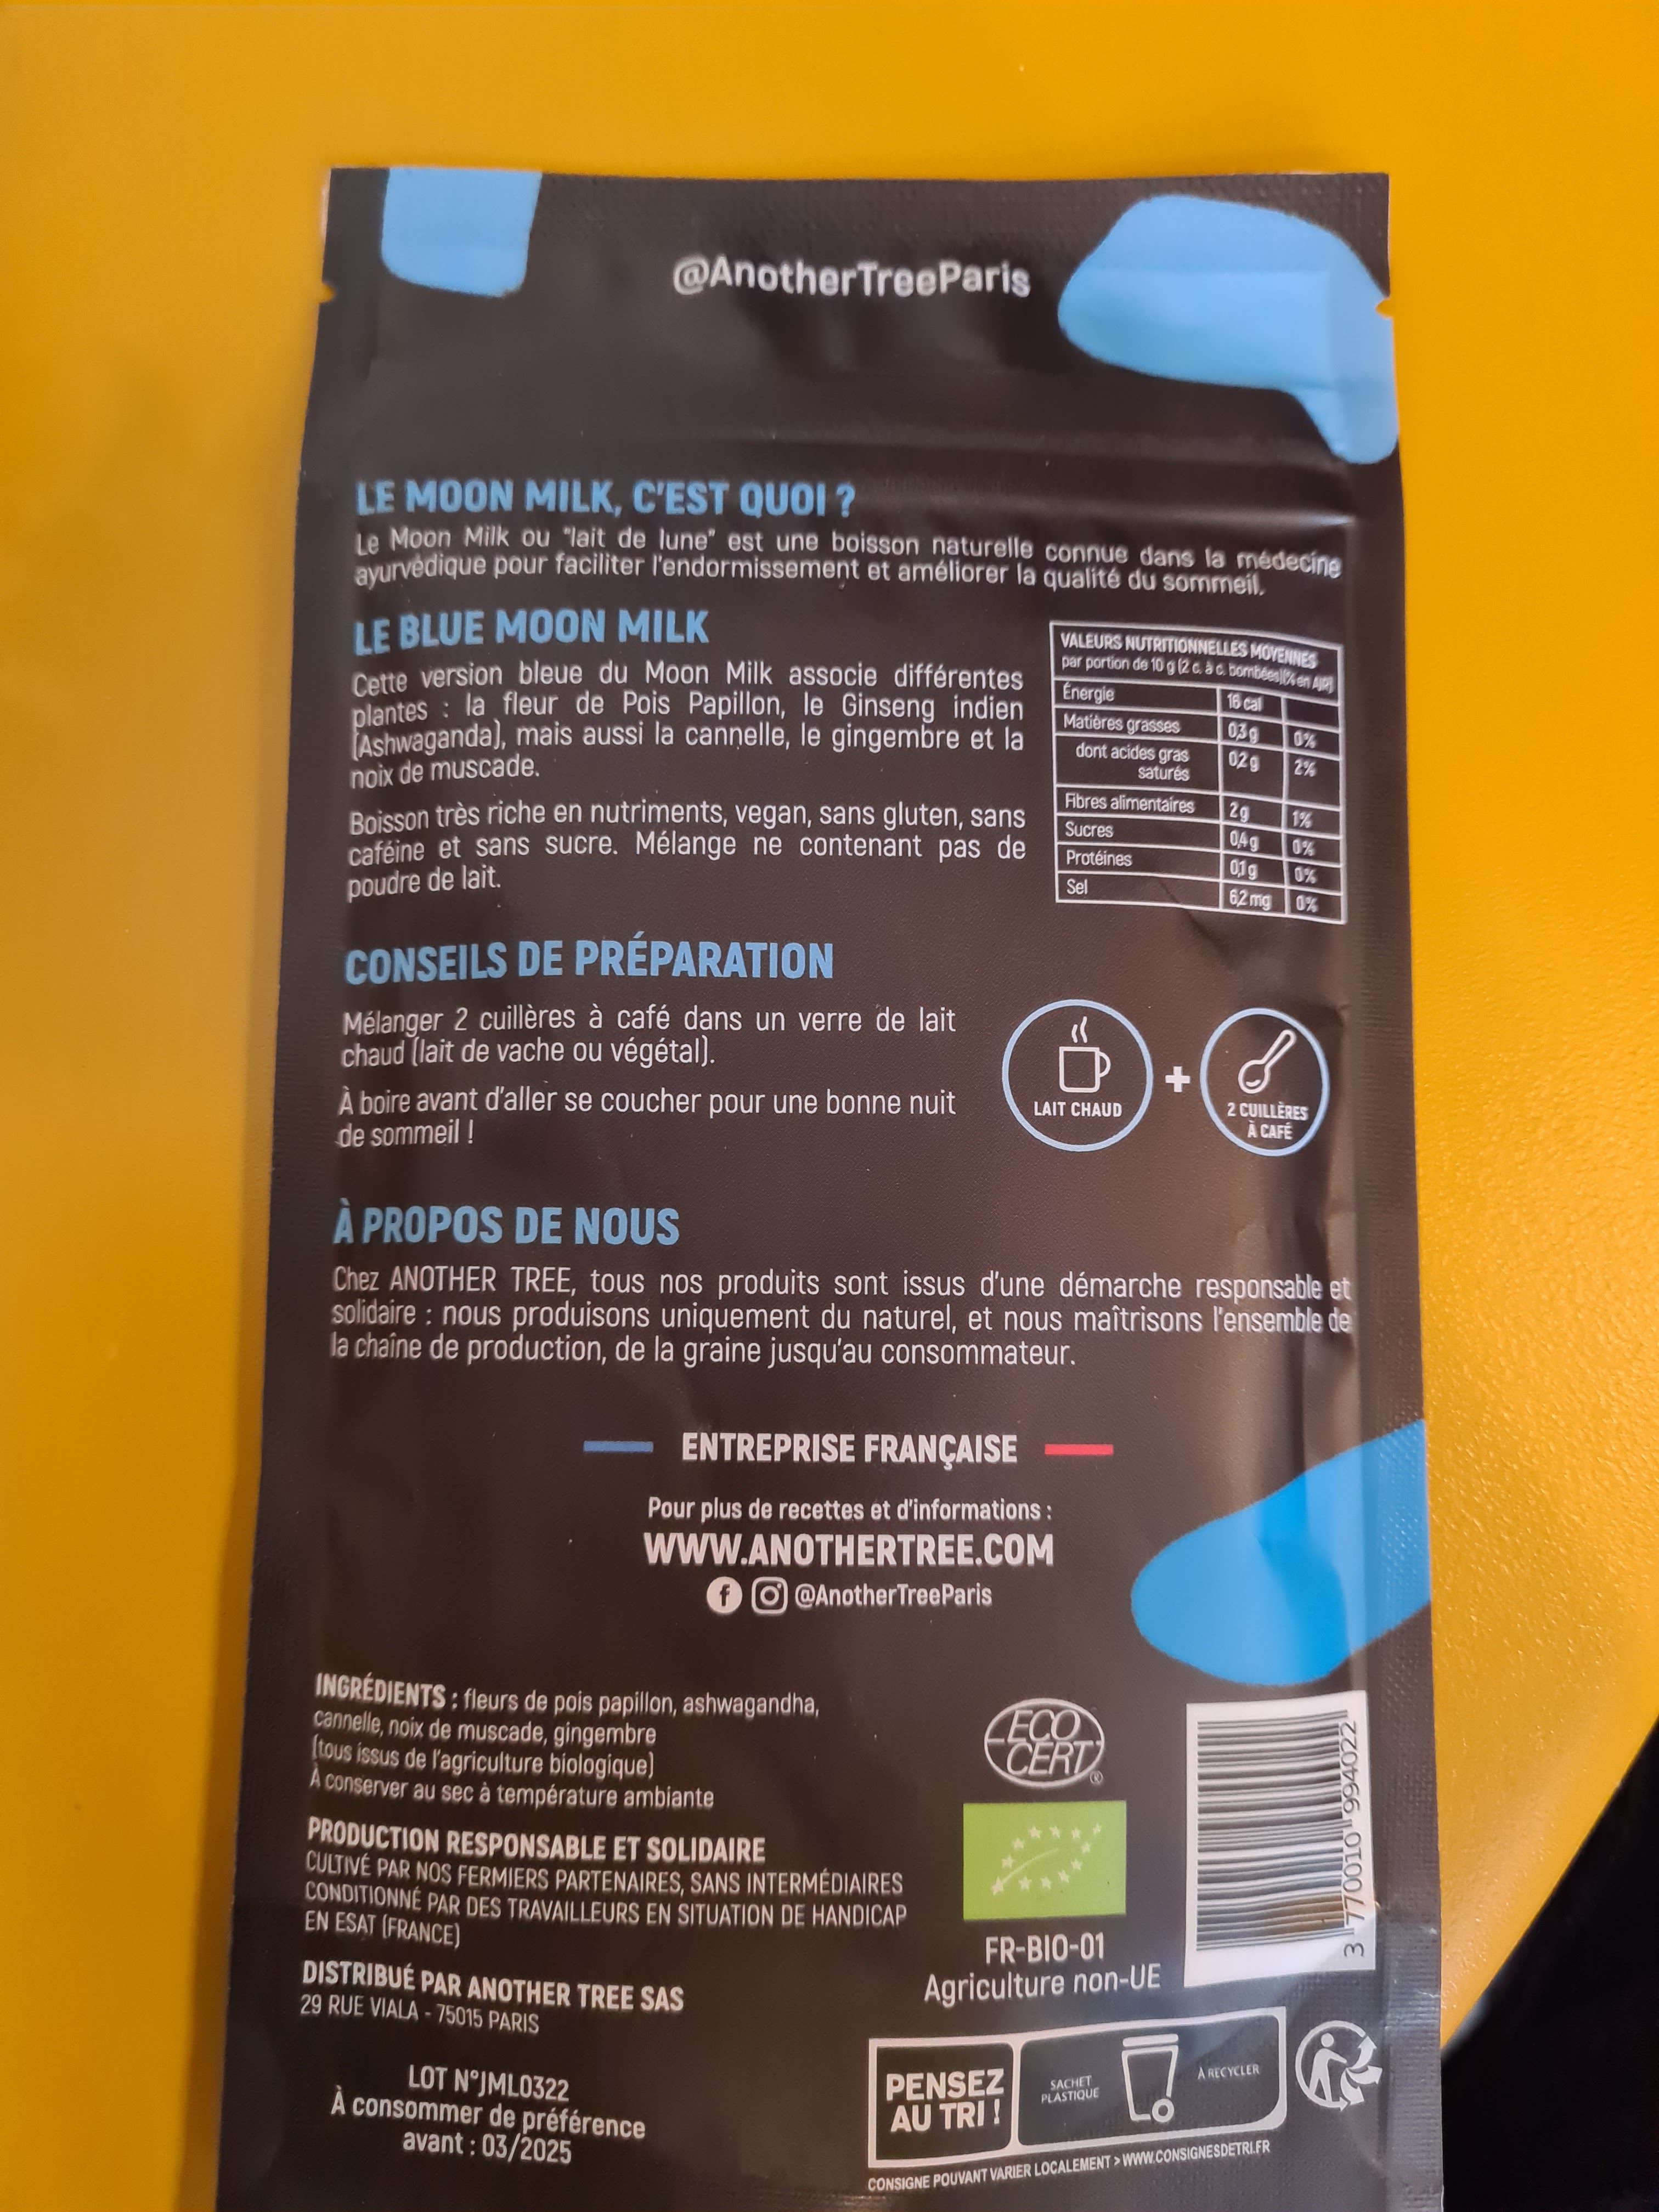 @AnotherTreeParis
LE MOON MILK, C'EST QUOI ?
Le Moon Milk ou "lait de lune" est une boisson naturelle connue dans la médecine
ayurvédique pour faciliter l'endormissement et améliorer la qualité du sommeil.
LE BLUE MOON MILK
Cette version bleue du Moon Milk associe différentes
plantes : la fleur de Pois Papillon, le Ginseng indien
(Ashwaganda), mais aussi la cannelle, le gingembre et la
noix de muscade.
Boisson très riche en nutriments, vegan, sans gluten, sans
caféine et sans sucre. Mélange ne contenant pas de
poudre de lait.
VALEURS NUTRITIONNELLES MOYENNES
par portion de 10 g (2 c. à c. bombées)(% en AJR)
Énergie 16 cal
Matières grasses 0,3 g 0%
dont acides gras 0,2 g 2%
saturés
Fibres alimentaires 2 g 1%
Sucres 0,4 g 0%
Protéines 0,1 g 0%
Sel 6,2 mg 0%
CONSEILS DE PRÉPARATION
Mélanger 2 cuillères à café dans un verre de lait
chaud (lait de vache ou végétal).
À boire avant d'aller se coucher pour une bonne nuit
de sommeil !
LAIT CHAUD
+
2 CUILLÈRES
À CAFÉ
À PROPOS DE NOUS
Chez ANOTHER TREE, tous nos produits sont issus d'une démarche responsable et
solidaire : nous produisons uniquement du naturel, et nous maîtrisons l'ensemble de
la chaîne de production, de la graine jusqu'au consommateur.
ENTREPRISE FRANÇAISE
Pour plus de recettes et d'informations :
WWW.ANOTHERTREE.COM
@AnotherTreeParis
INGRÉDIENTS : fleurs de pois papillon, ashwagandha,
cannelle, noix de muscade, gingembre
(tous issus de l'agriculture biologique)
À conserver au sec à température ambiante
PRODUCTION RESPONSABLE ET SOLIDAIRE
CULTIVÉ PAR NOS FERMIERS PARTENAIRES, SANS INTERMÉDIAIRES
CONDITIONNÉ PAR DES TRAVAILLEURS EN SITUATION DE HANDICAP
EN ESAT (FRANCE)
DISTRIBUÉ PAR ANOTHER TREE SAS
29 RUE VIALA - 75015 PARIS
LOT N°JML0322
À consommer de préférence
avant : 03/2025
ECO
CERT
®
FR-BIO-01
Agriculture non-UE
3 770010 994022
PENSEZ
AU TRI !
SACHET
PLASTIQUE
À RECYCLER
CONSIGNE POUVANT VARIER LOCALEMENT > WWW.CONSIGNESDETRI.FR